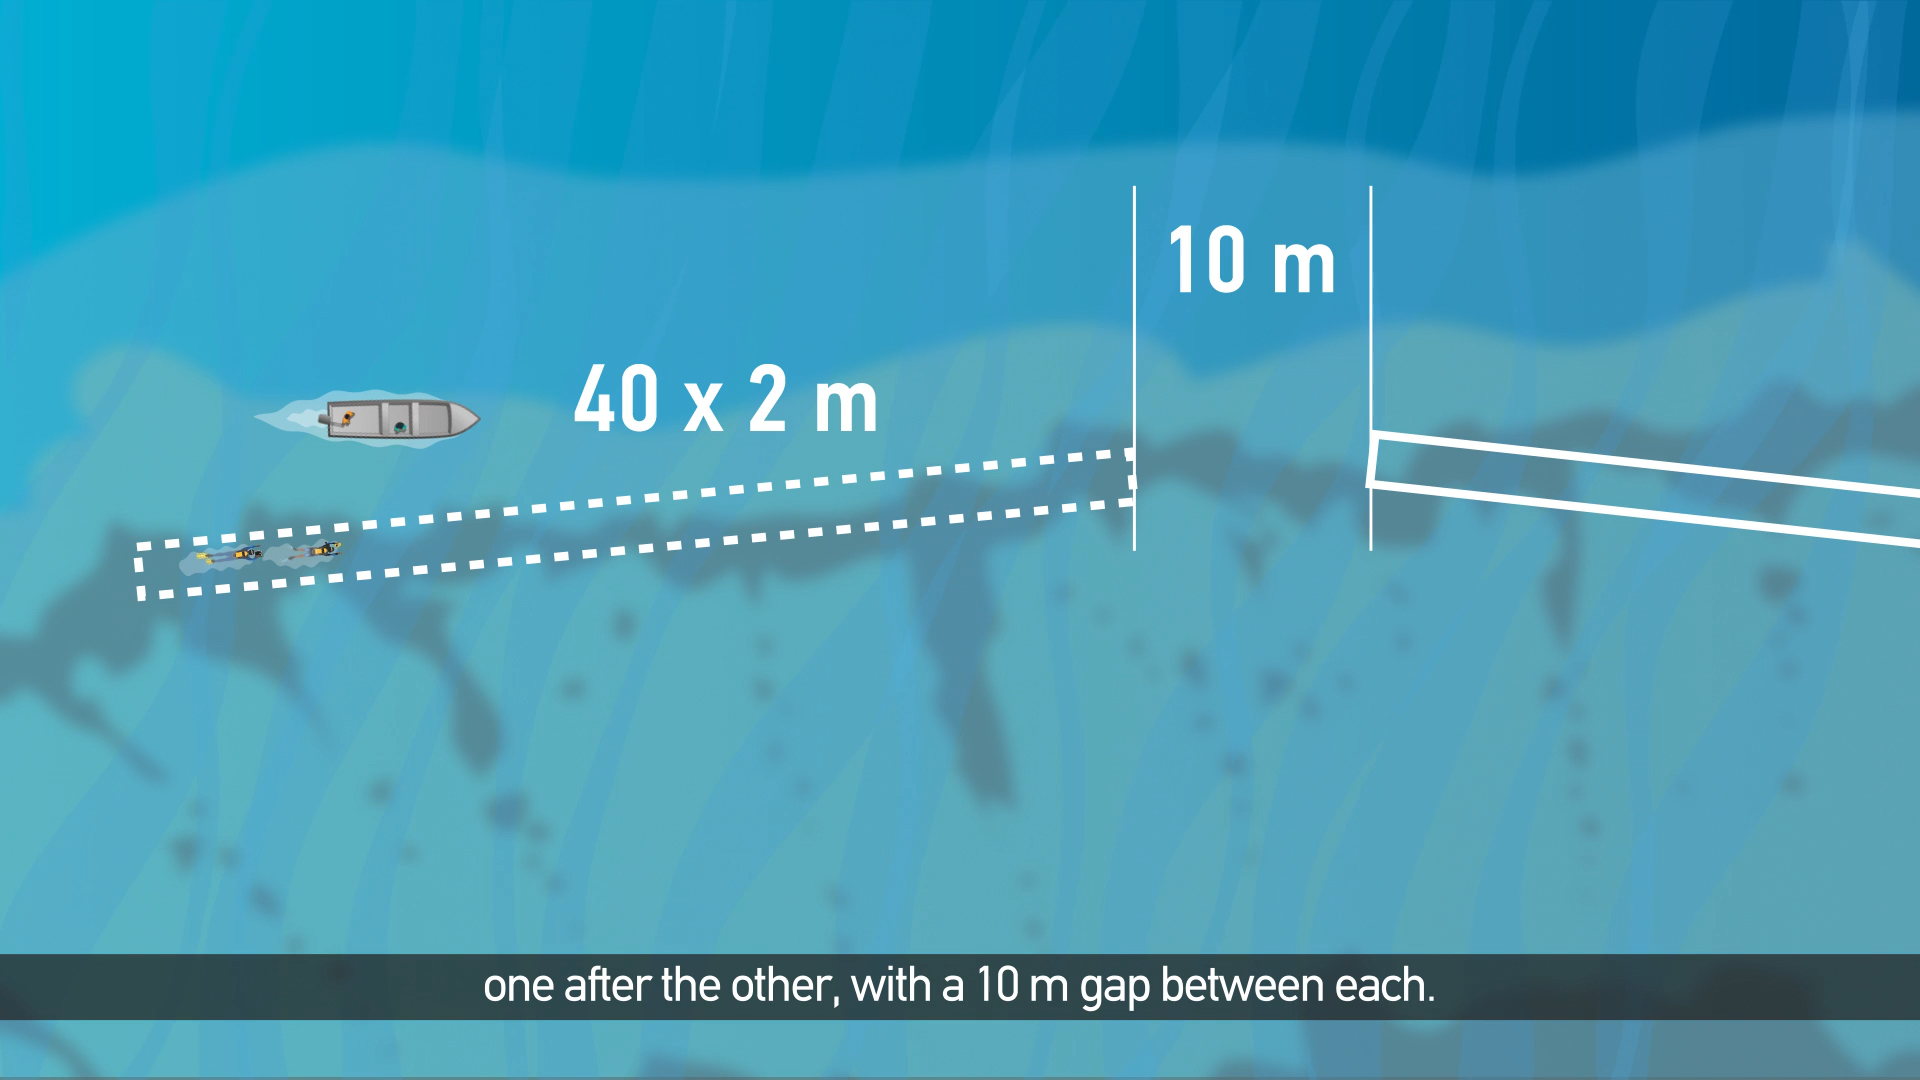 10 m
40 x 2 m
one after the other, with a 10 m gap between each.